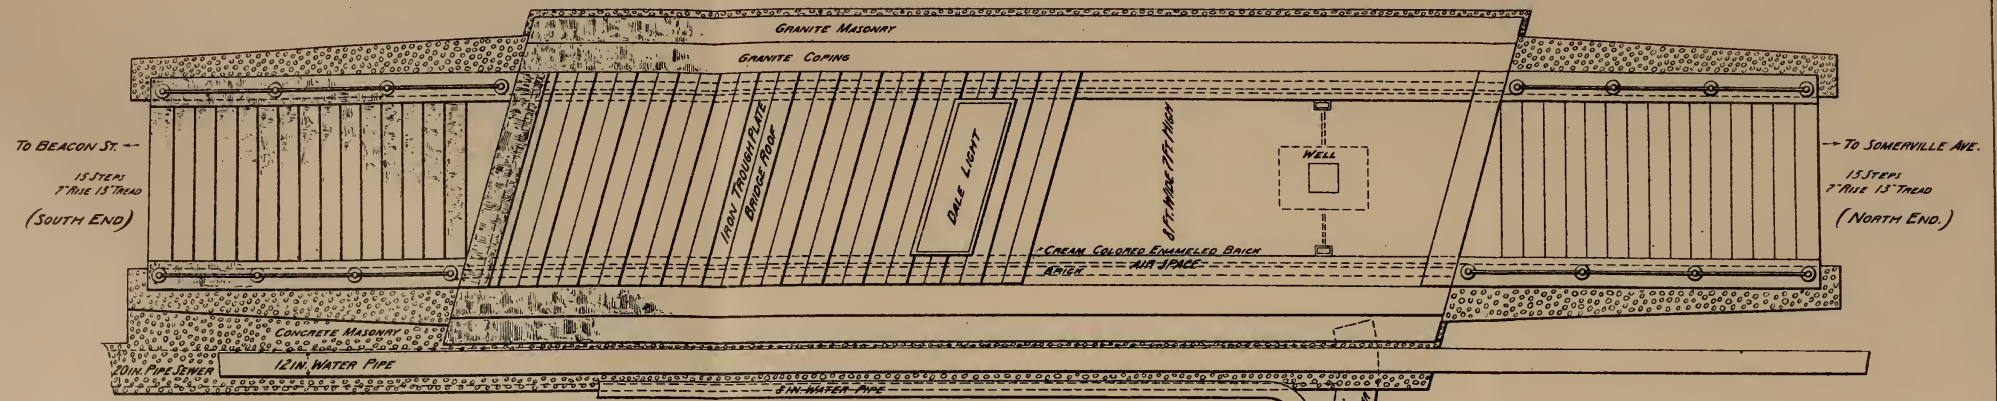 GRANITE MASONRY
GRANITE COPING
TO BEACON ST.
15 STEPS
7" RISE 13" TREAD
(SOUTH END)
IRON TROUGH PLATE
BRIDGE ROOF
DALE LIGHT
8 FT. WIDE 7 FT. HIGH
WELL
TO SOMERVILLE AVE.
15 STEPS
7" RISE 13" TREAD
(NORTH END.)
CREAM COLORED ENAMELED BRICK
AIR SPACE
BRICK
CONCRETE MASONRY
20 IN. PIPE SEWER
12 IN. WATER PIPE
8 IN. WATER PIPE